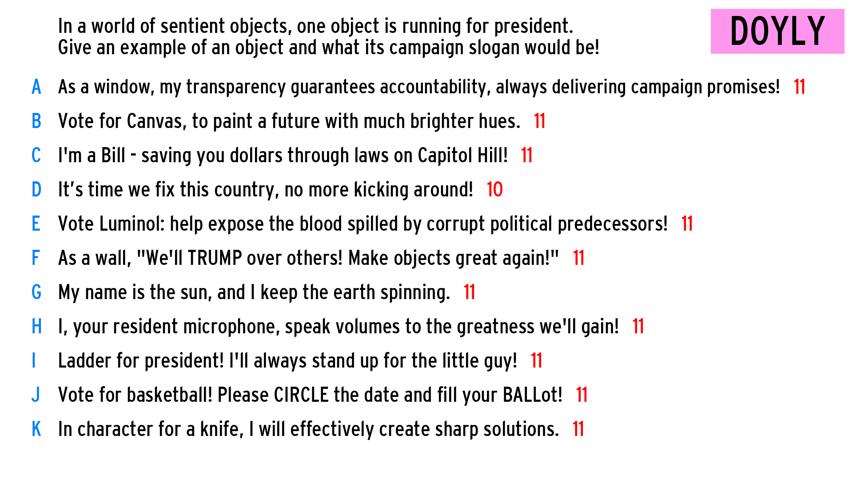 In a world of sentient objects, one object is running for president.
Give an example of an object and what its campaign slogan would be!
DOYLY
A As a window, my transparency guarantees accountability, always delivering campaign promises! 11
B Vote for Canvas, to paint a future with much brighter hues. 11
C I'm a Bill - saving you dollars through laws on Capitol Hill! 11
D It’s time we fix this country, no more kicking around! 10
E Vote Luminol: help expose the blood spilled by corrupt political predecessors! 11
F As a wall, "We'll TRUMP over others! Make objects great again!" 11
G My name is the sun, and I keep the earth spinning. 11
H I, your resident microphone, speak volumes to the greatness we'll gain! 11
I Ladder for president! I'll always stand up for the little guy! 11
J Vote for basketball! Please CIRCLE the date and fill your BALLot! 11
K In character for a knife, I will effectively create sharp solutions. 11